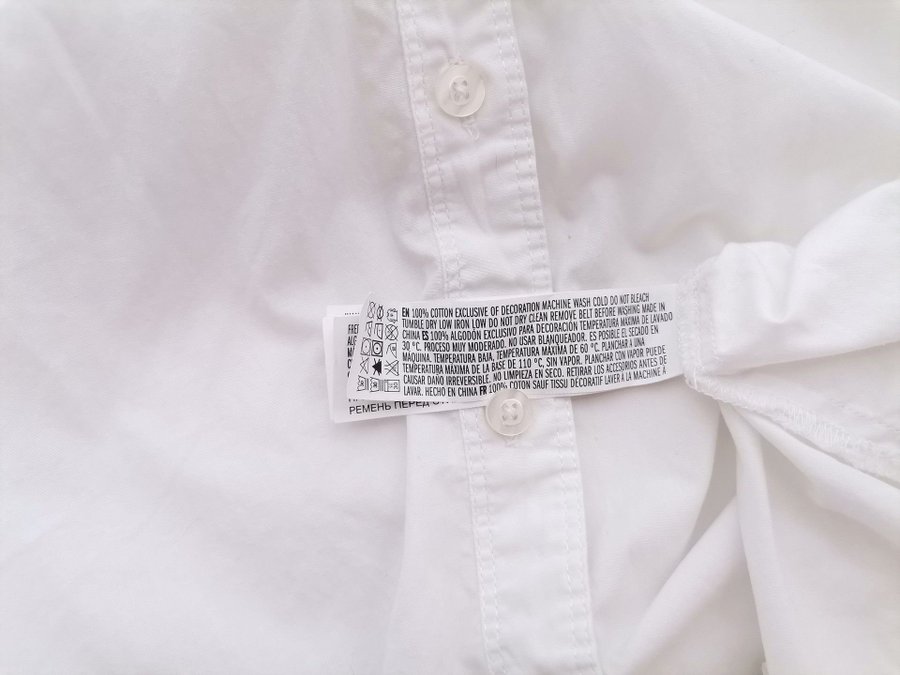 EN 100% COTTON EXCLUSIVE OF DECORATION MACHINE WASH COLD DO NOT BLEACH
TUMBLE DRY LOW IRON LOW DO NOT DRY CLEAN REMOVE BELT BEFORE WASHING MADE IN
CHINA ES 100% ALGODÓN EXCLUSIVO PARA DECORACIÓN TEMPERATURA MÁXIMA DE LAVADO
30 °C. PROCESO MUY MODERADO. NO USAR BLANQUEADOR. ES POSIBLE EL SECADO EN
MÁQUINA. TEMPERATURA BAJA, TEMPERATURA MÁXIMA DE 60 °C. PLANCHAR A UNA
TEMPERATURA MÁXIMA DE LA BASE DE 110 °C, SIN VAPOR. PLANCHAR CON VAPOR PUEDE
CAUSAR DAÑO IRREVERSIBLE. NO LIMPIEZA EN SECO. RETIRAR LOS ACCESORIOS ANTES DE
LAVAR. HECHO EN CHINA FR 100% COTON SAUF TISSU DÉCORATIF LAVER À LA MACHINE À
РЕМЕНЬ ПЕРЕД